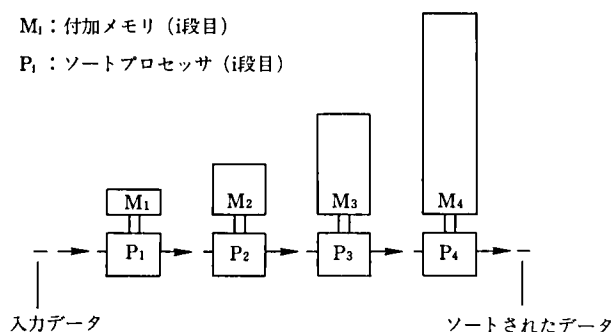 Mi:付加メモリ(i段目)
Pi:ソートプロセッサ(i段目)
M1 M2 M3 M4
P1 P2 P3 P4
入力データ ソートされたデータ